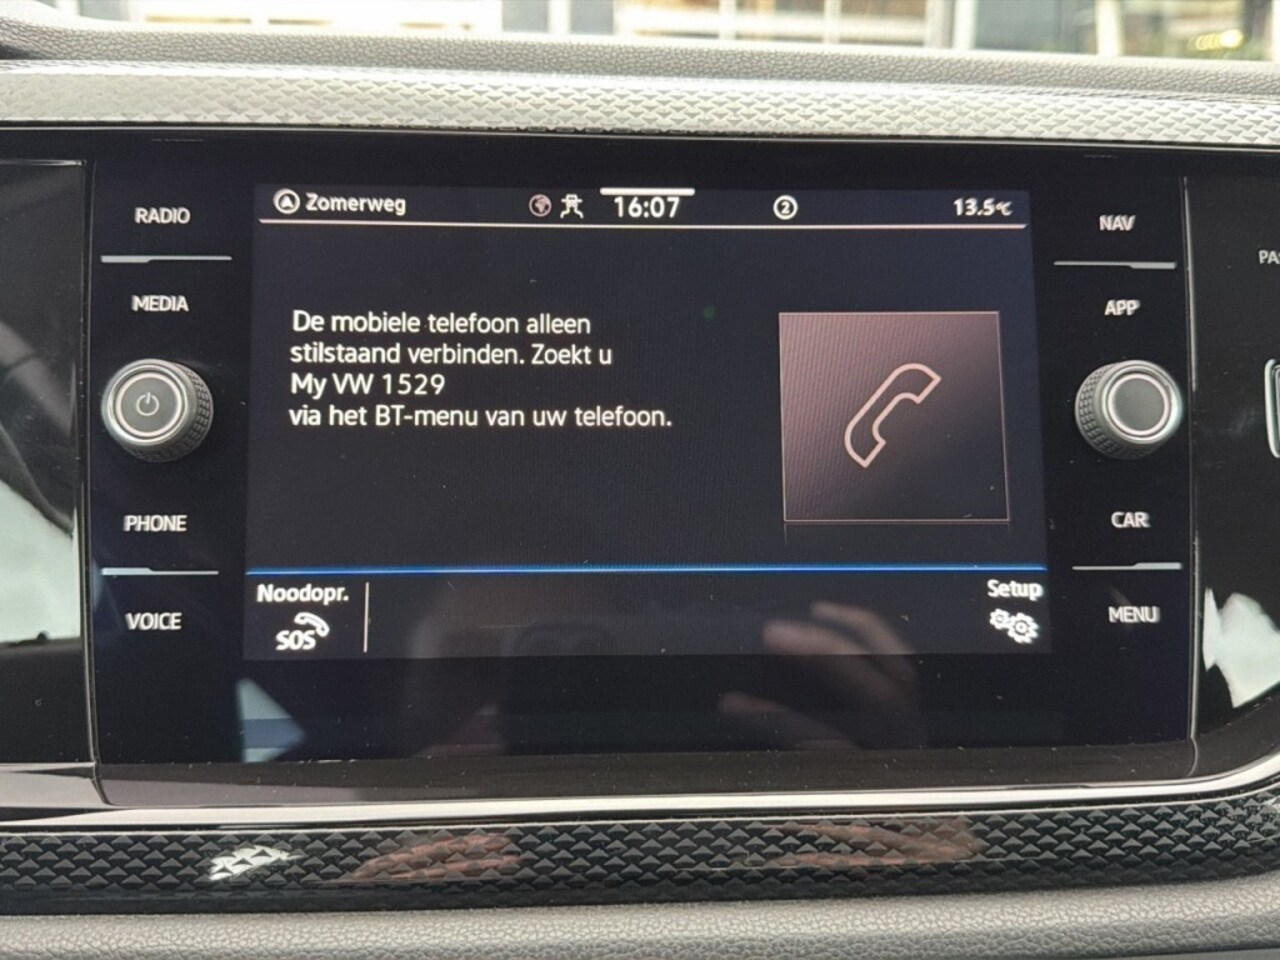 Zomerweg
16:07
2
13.5°C
RADIO
MEDIA
PHONE
VOICE
De mobiele telefoon alleen
stilstaand verbinden. Zoekt u
My VW 1529
via het BT-menu van uw telefoon.
Noodopr.
SOS
Setup
NAV
APP
CAR
MENU